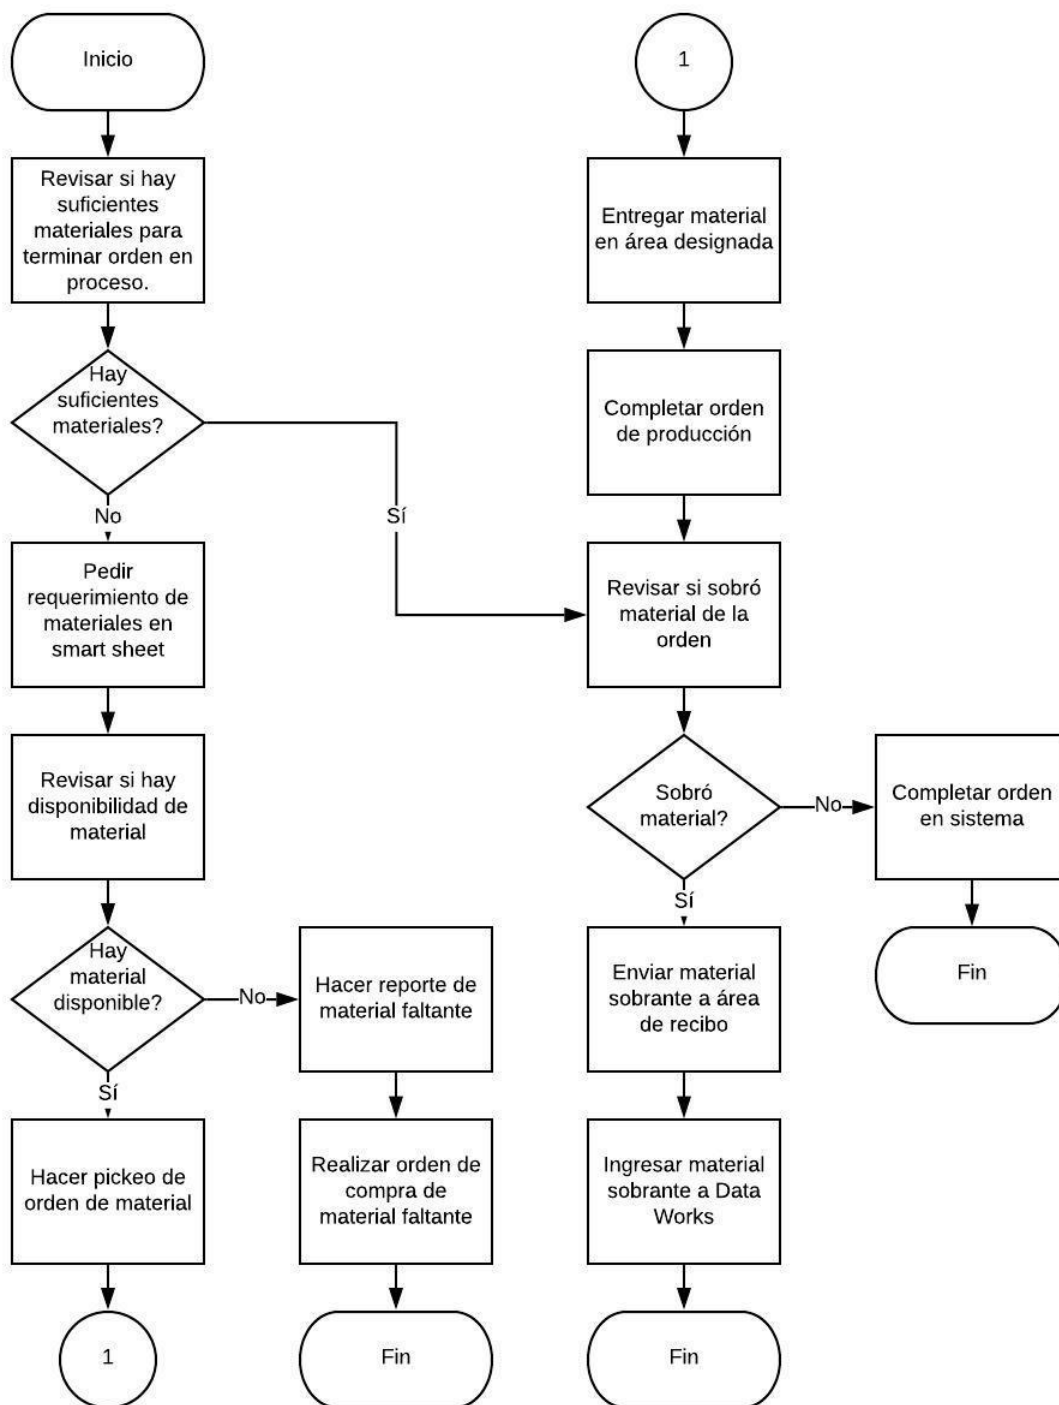 Inicio
Revisar si hay
suficientes
materiales para
terminar orden en
proceso.
Hay
suficientes
materiales?
No
Sí
Pedir
requerimiento de
materiales en
smart sheet
Revisar si hay
disponibilidad de
material
Hay
material
disponible?
No
Sí
Hacer reporte de
material faltante
Realizar orden de
compra de
material faltante
Fin
Hacer pickeo de
orden de material
1
1
Entregar material
en área designada
Completar orden
de producción
Revisar si sobró
material de la
orden
Sobró
material?
No
Completar orden
en sistema
Fin
Sí
Enviar material
sobrante a área
de recibo
Ingresar material
sobrante a Data
Works
Fin